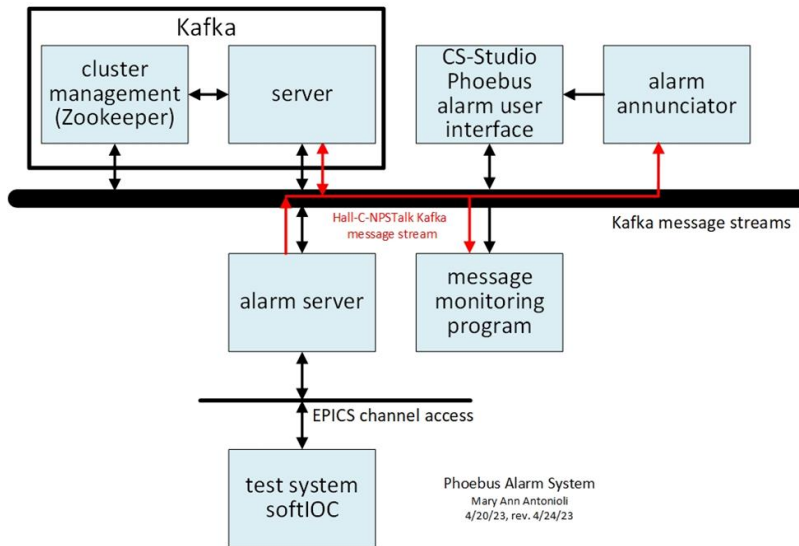 Kafka
cluster
management
(Zookeeper)
server
CS-Studio
Phoebus
alarm user
interface
alarm
annunciator
Hall-C-NPSTalk Kafka
message stream
Kafka message streams
alarm server
message
monitoring
program
EPICS channel access
test system
softIOC
Phoebus Alarm System
Mary Ann Antonioli
4/20/23, rev. 4/24/23